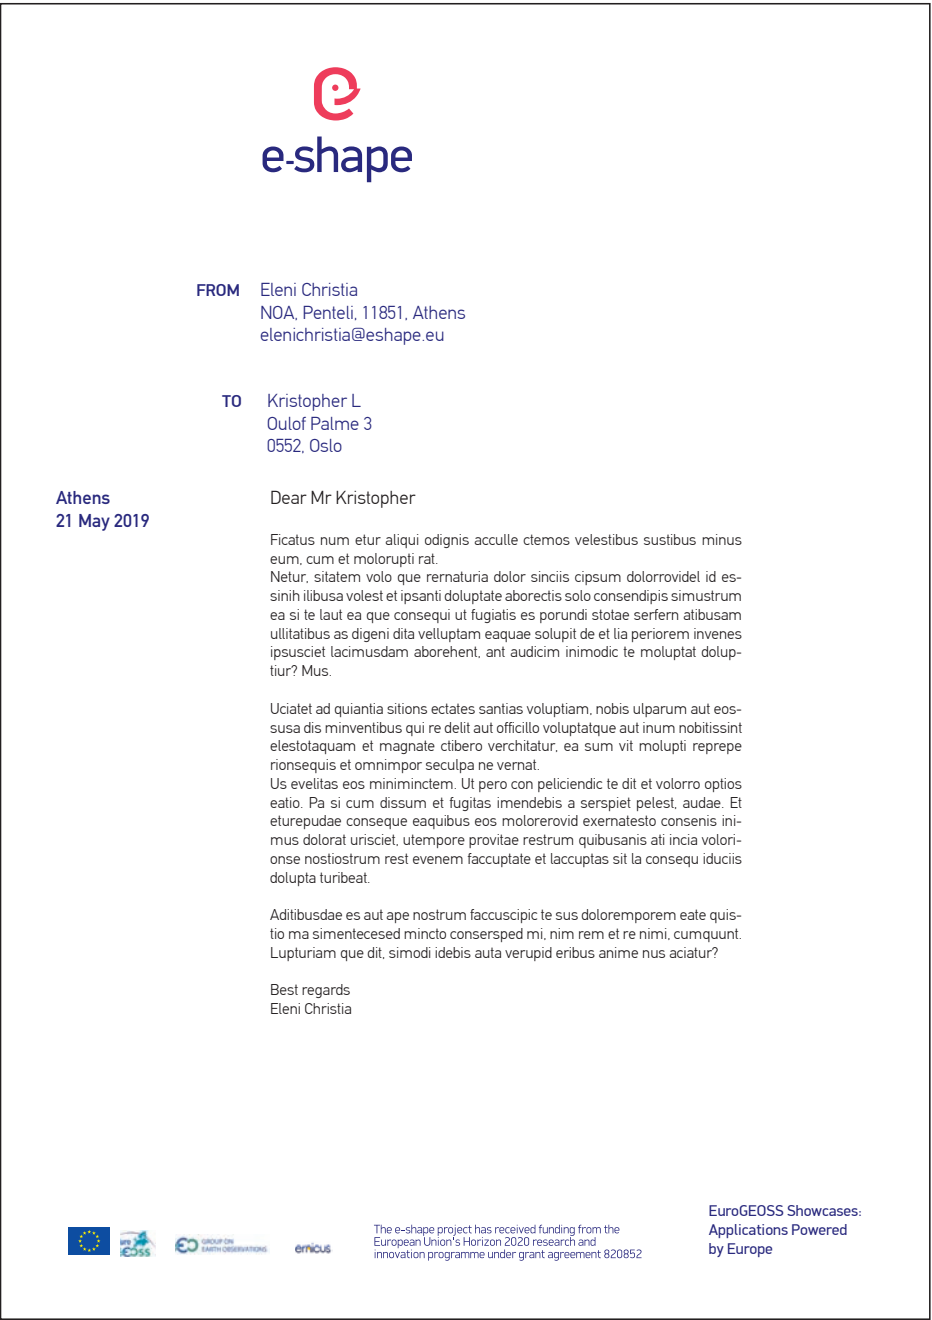 e-shape
FROM Eleni Christia
NOA, Penteli, 11851, Athens
elenichristia@eshape.eu
TO Kristopher L
Oulof Palme 3
0552, Oslo
Athens
21 May 2019
Dear Mr Kristopher
Ficatus num etur aliqui odignis acculle ctemos velestibus sustibus minus
eum, cum et molorupti rat.
Netur, sitatem volo que rernaturia dolor sinciis cipsum dolorrovidel id es-
sinih ilibusa volest et ipsanti doluptate aborectis solo consendipis simustrum
ea si te laut ea que consequi ut fugiatis es porundi stotae serfern atibusam
ullitatibus as digeni dita velluptam eaquae solupit de et lia periorem invenes
ipsusciet lacimusdam aborehent, ant audicim inimodic te moluptat dolup-
tiur? Mus.
Uciatet ad quiantia sitions ectates santias voluptiam, nobis ulparum aut eos-
susa dis minventibus qui re delit aut officillo voluptatque aut inum nobitissint
elestotaquam et magnate ctibero verchitatur, ea sum vit molupti reprepe
rionsequis et omnimpor seculpa ne vernat.
Us evelitas eos miniminctem. Ut pero con peliciendic te dit et volorro optios
eatio. Pa si cum dissum et fugitas imendebis a serspiet pelest, audae. Et
eturepudae conseque eaquibus eos molorerovid exernatesto consenis ini-
mus dolorat urisciet, utempore provitae restrum quibusanis ati incia volori-
onse nostiostrum rest evenem faccuptate et laccuptas sit la consequ iduciis
dolupta turibeat.
Aditibusdae es aut ape nostrum faccuscipic te sus doloremporem eate quis-
tio ma simentecesed mincto consersped mi, nim rem et re nimi, cumquunt.
Lupturiam que dit, simodi idebis auta verupid eribus anime nus aciatur?
Best regards
Eleni Christia
GROUP ON
EARTH OBSERVATIONS
ernicus
The e-shape project has received funding from the
European Union's Horizon 2020 research and
innovation programme under grant agreement 820852
EuroGEOSS Showcases:
Applications Powered
by Europe